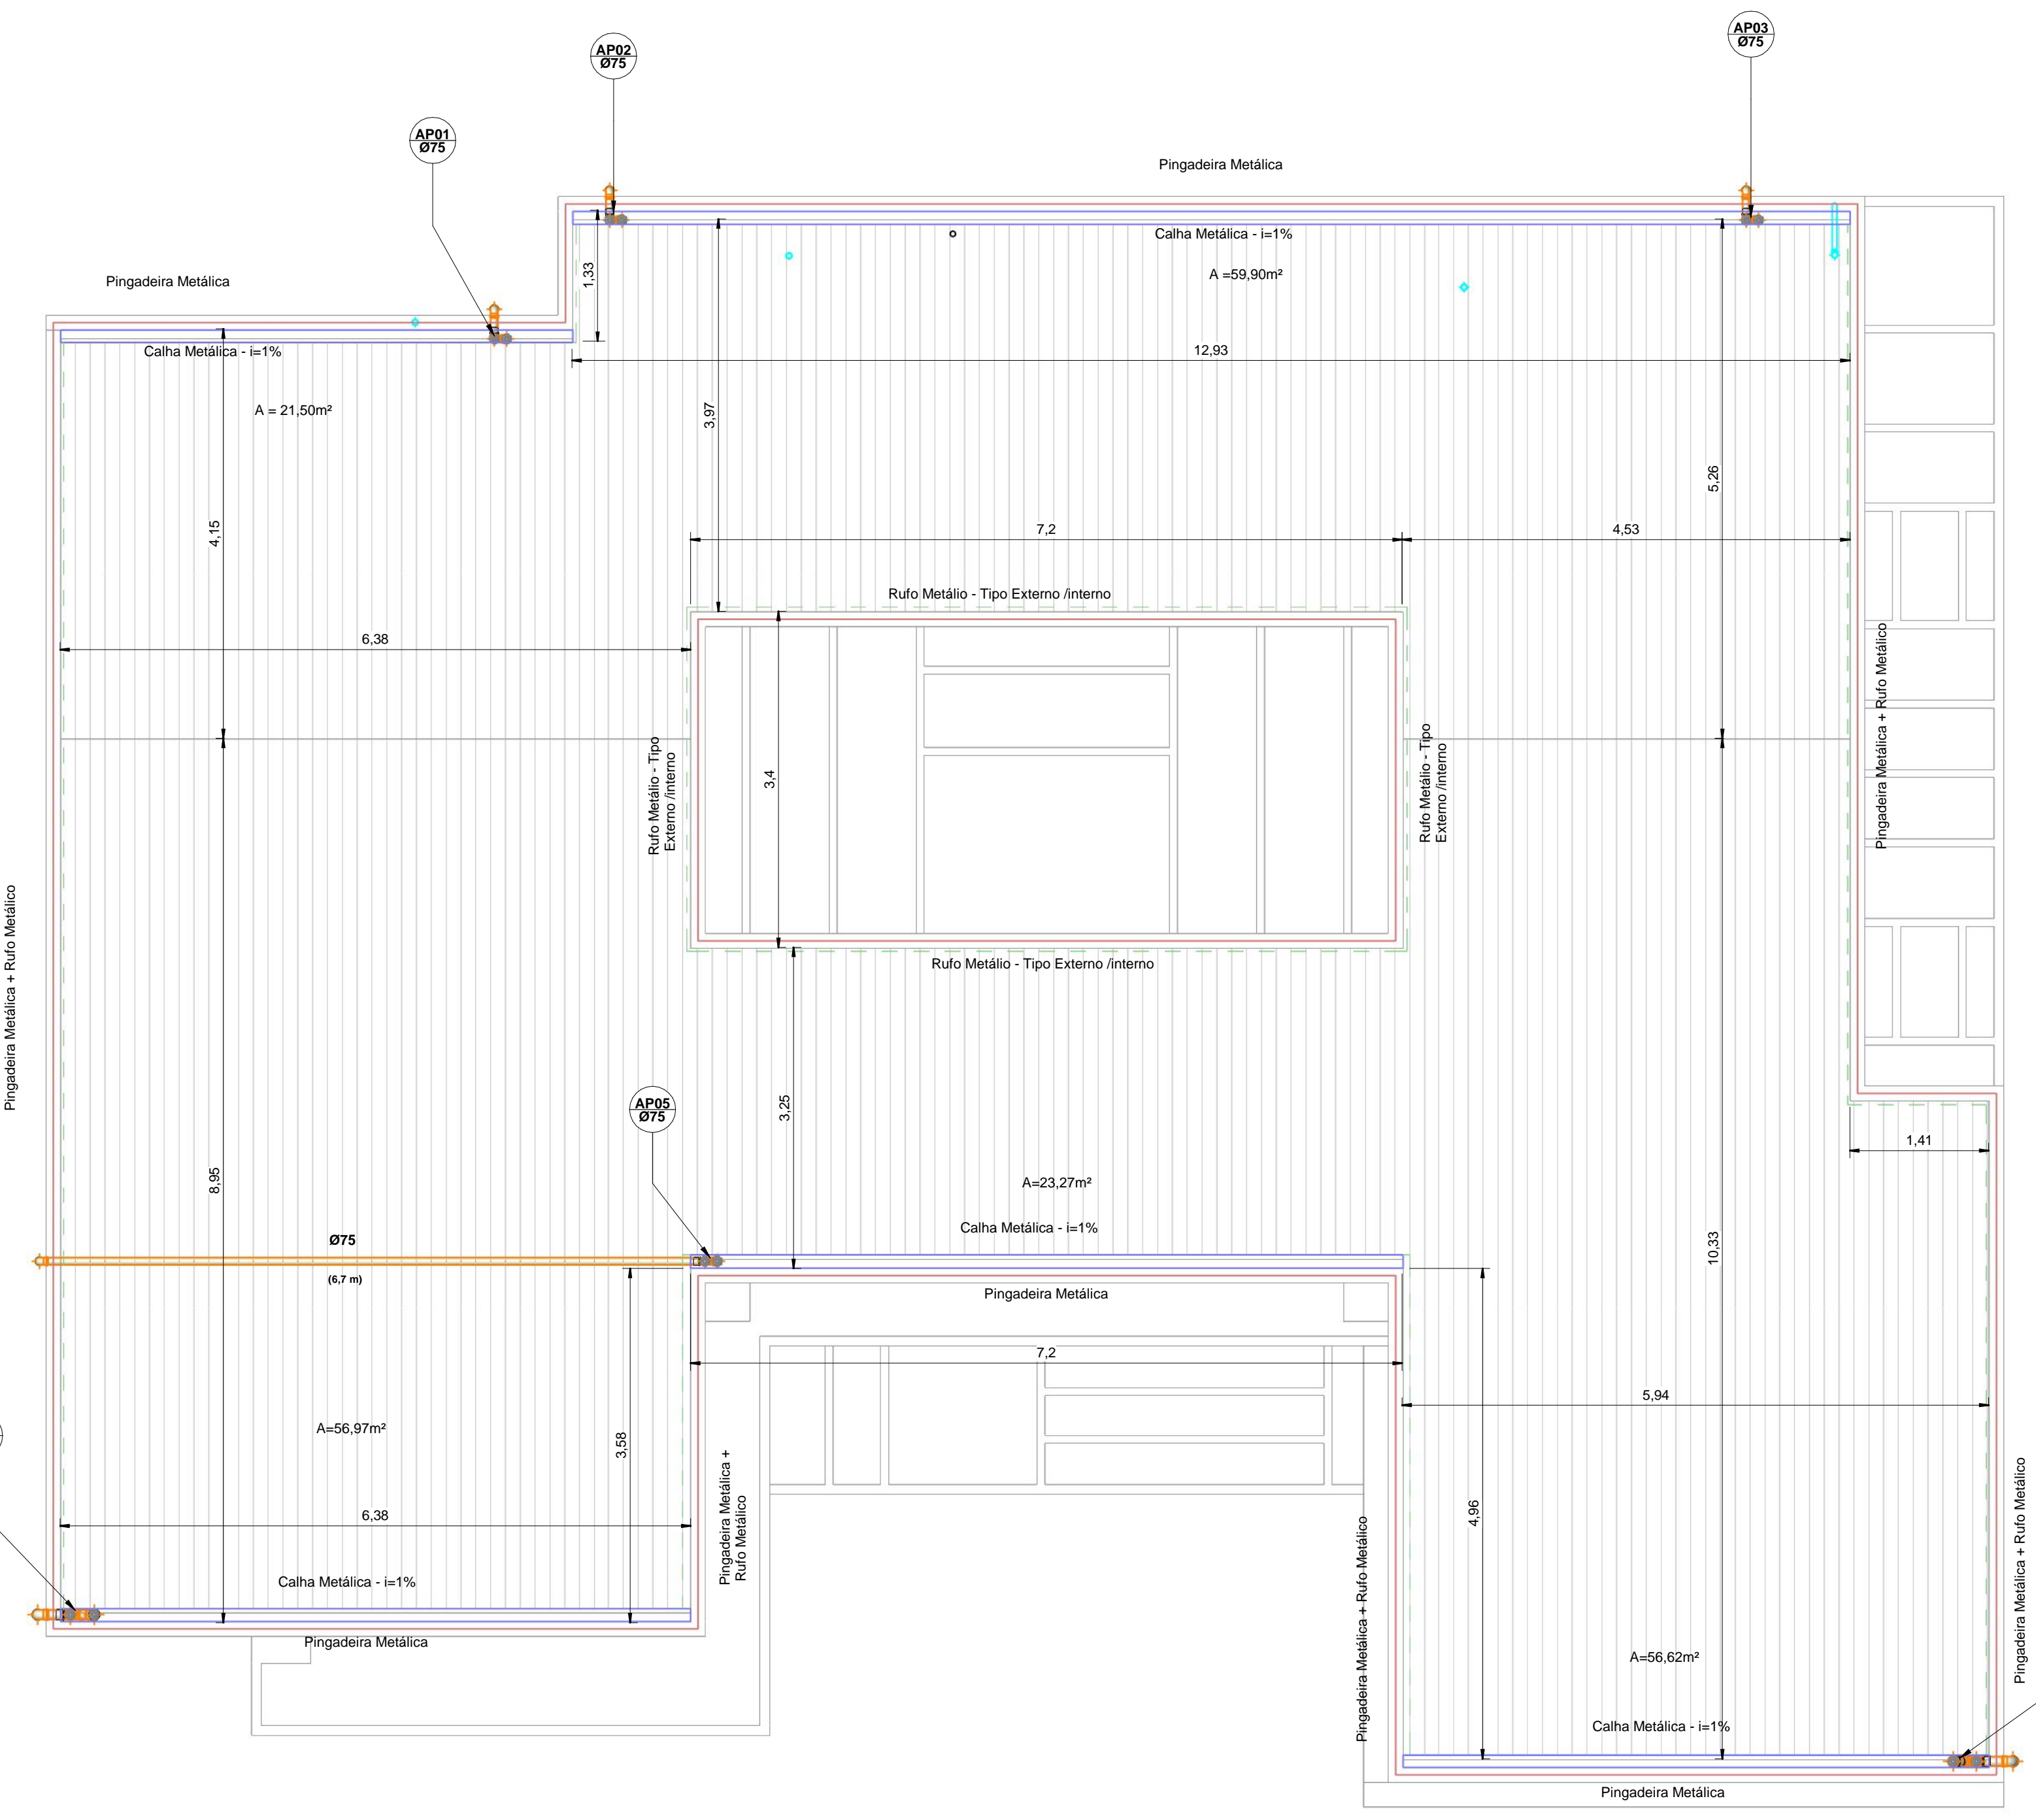 AP02
Ø75
AP03
Ø75
AP01
Ø75
Pingadeira Metálica
Pingadeira Metálica
Calha Metálica - i=1%
A =59,90m²
1,33
Calha Metálica - i=1%
12,93
A = 21,50m²
3,97
5,26
4,15
7,2
4,53
Rufo Metálio - Tipo Externo /interno
6,38
Rufo Metálio - Tipo
Externo /interno
3,4
Rufo Metálio - Tipo
Externo /interno
Pingadeira Metálica + Rufo Metálico
Pingadeira Metálica + Rufo Metálico
Rufo Metálio - Tipo Externo /interno
AP05
Ø75
3,25
1,41
8,95
A=23,27m²
Calha Metálica - i=1%
10,33
Ø75
(6,7 m)
Pingadeira Metálica
7,2
5,94
A=56,97m²
3,58
4,96
Pingadeira Metálica +
Rufo Metálico
6,38
Pingadeira Metálica + Rufo Metálico
Pingadeira Metálica + Rufo Metálico
Calha Metálica - i=1%
Pingadeira Metálica
A=56,62m²
Calha Metálica - i=1%
Pingadeira Metálica